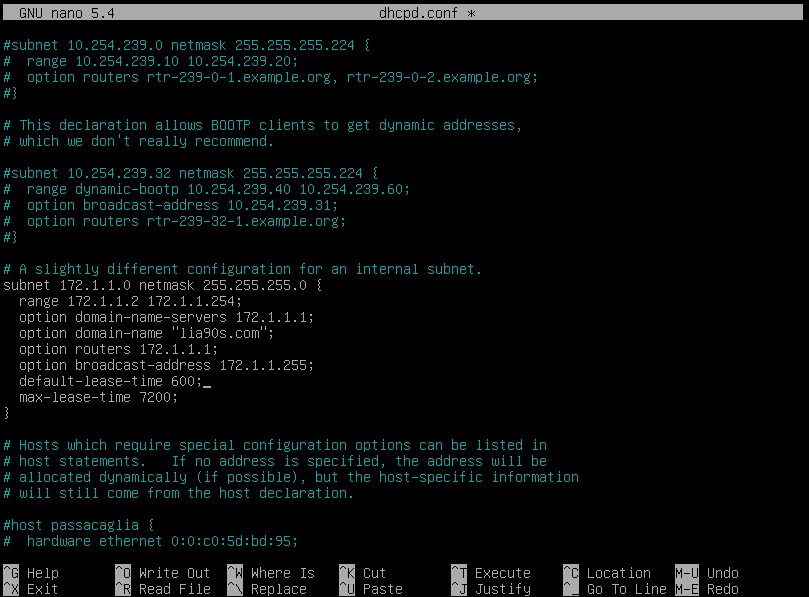 GNU nano 5.4 dhcpd.conf *
#subnet 10.254.239.0 netmask 255.255.255.224 {
#  range 10.254.239.10 10.254.239.20;
#  option routers rtr-239-0-1.example.org, rtr-239-0-2.example.org;
#}
# This declaration allows BOOTP clients to get dynamic addresses,
# which we don't really recommend.
#subnet 10.254.239.32 netmask 255.255.255.224 {
#  range dynamic-bootp 10.254.239.40 10.254.239.60;
#  option broadcast-address 10.254.239.31;
#  option routers rtr-239-32-1.example.org;
#}
# A slightly different configuration for an internal subnet.
subnet 172.1.1.0 netmask 255.255.255.0 {
  range 172.1.1.2 172.1.1.254;
  option domain-name-servers 172.1.1.1;
  option domain-name "lia90s.com";
  option routers 172.1.1.1;
  option broadcast-address 172.1.1.255;
  default-lease-time 600;_
  max-lease-time 7200;
}
# Hosts which require special configuration options can be listed in
# host statements.   If no address is specified, the address will be
# allocated dynamically (if possible), but the host-specific information
# will still come from the host declaration.
#host passacaglia {
#  hardware ethernet 0:0:c0:5d:bd:95;
^G Help ^O Write Out ^W Where Is ^K Cut ^T Execute ^C Location M-U Undo
^X Exit ^R Read File ^\ Replace ^U Paste ^J Justify ^_ Go To Line M-E Redo